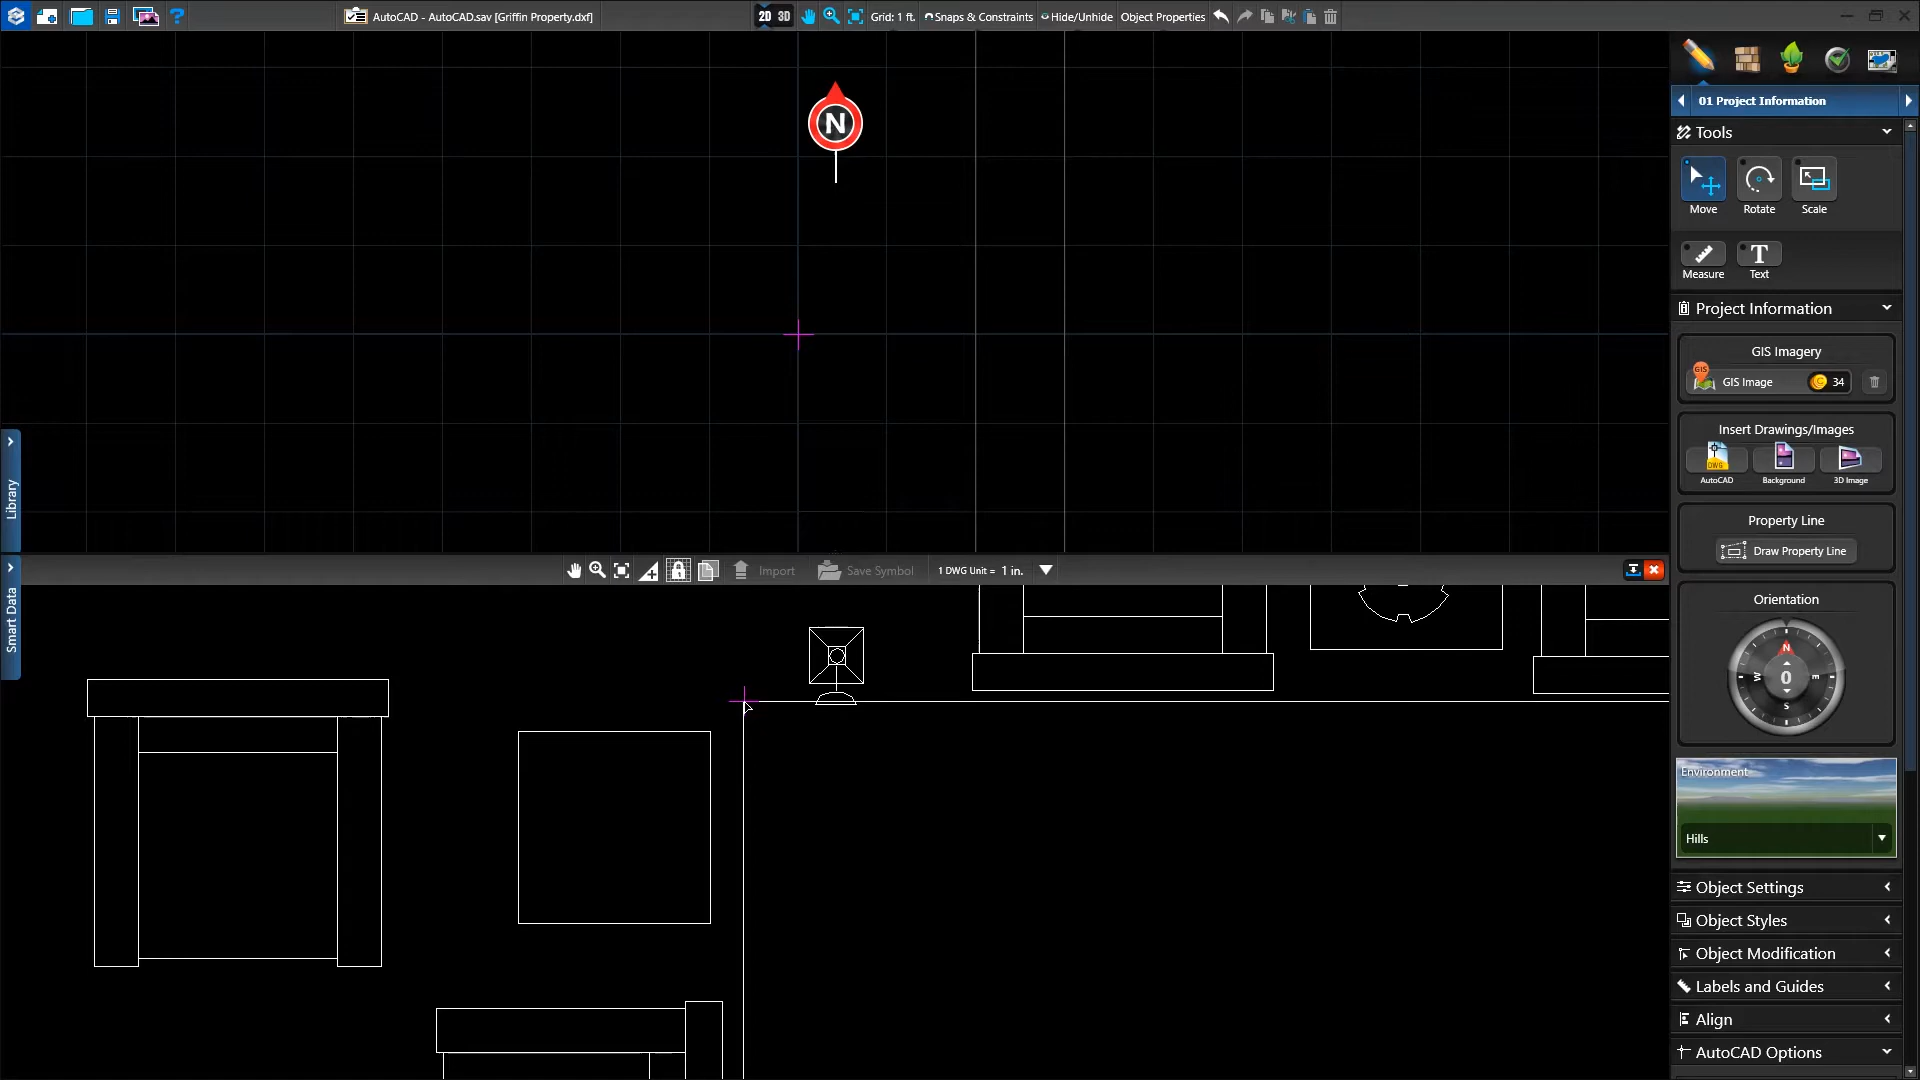 AutoCAD - AutoCAD.sav [Griffin Property.dxf]
2D 3D
Grid: 1 ft.
Snaps & Constraints
Hide/Unhide
Object Properties
N
01 Project Information
Tools
Move
Rotate
Scale
T
Measure
Text
Project Information
GIS Imagery
GIS
GIS Image
34
Insert Drawings/Images
DWG
AutoCAD
Background
3D Image
Property Line
Draw Property Line
Orientation
N
W
0
E
S
Environment
Hills
Object Settings
Object Styles
Object Modification
Labels and Guides
Align
AutoCAD Options
Library
Smart Data
Import
Save Symbol
1 DWG Unit = 1 in.